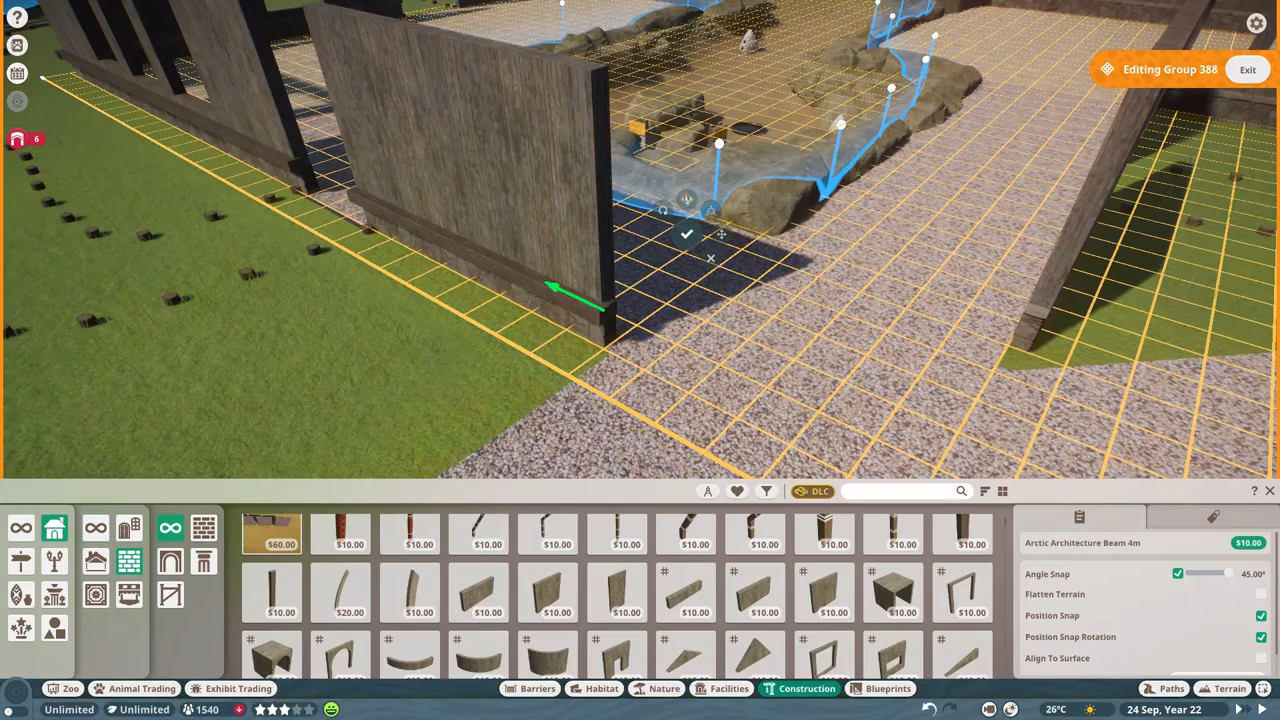 ?
Editing Group 388
Exit
6
DLC
?
$60.00
$10.00
$10.00
$10.00
$10.00
$10.00
$10.00
$10.00
$10.00
$10.00
$10.00
$10.00
$20.00
$10.00
$10.00
$10.00
$10.00
$10.00
$10.00
$10.00
$10.00
$10.00
Arctic Architecture Beam 4m
$10.00
Angle Snap
45.00°
Flatten Terrain
Position Snap
Position Snap Rotation
Align To Surface
Zoo
Animal Trading
Exhibit Trading
Barriers
Habitat
Nature
Facilities
Construction
Blueprints
Paths
Terrain
Unlimited
Unlimited
1540
26°C
24 Sep, Year 22